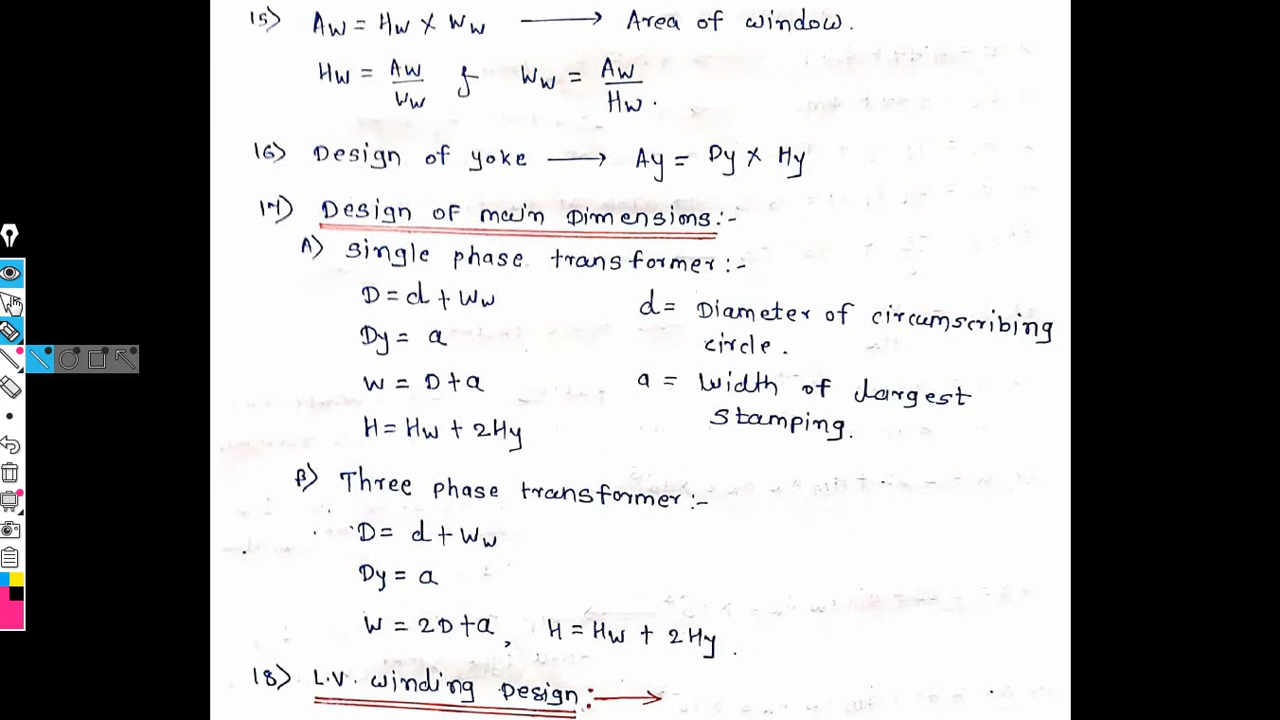 15) Aw = Hw × Ww ⟶ Area of window.
Hw = Aw/Ww & Ww = Aw/Hw.
16) Design of yoke ⟶ Ay = Dy × Hy
17) Design of main Dimensions:-
A) single phase transformer:-
D = d + Ww
d = Diameter of circumscribing
circle.
Dy = a
W = D+a
a = Width of largest
stamping.
H = Hw + 2Hy
B) Three phase transformer:-
D = d + Ww
Dy = a
W = 2D+a, H = Hw + 2Hy.
18) L.V. winding Design:⟶